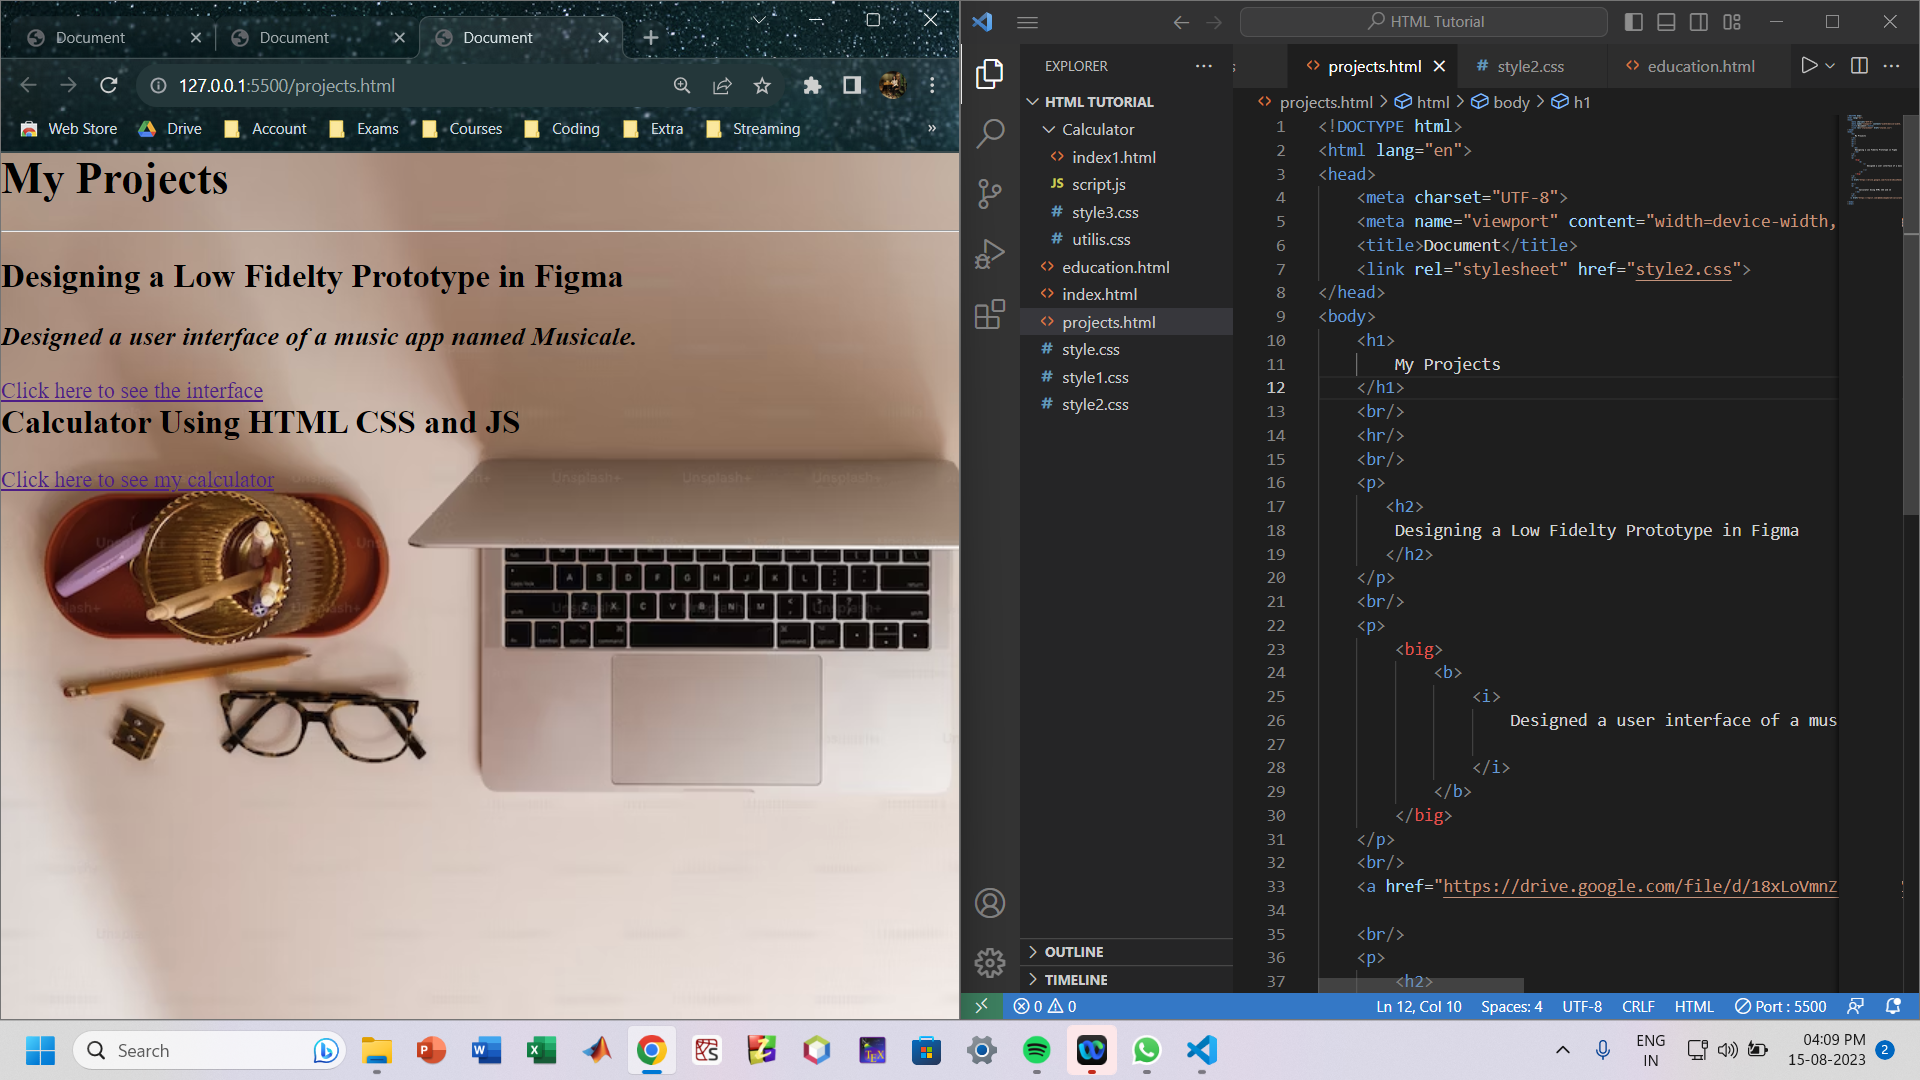 Document
Document
Document
127.0.0.1:5500/projects.html
Web Store
Drive
Account
Exams
Courses
Coding
Extra
Streaming
»
My Projects
Designing a Low Fidelty Prototype in Figma
Designed a user interface of a music app named Musicale.
Click here to see the interface
Calculator Using HTML CSS and JS
Click here to see my calculator
Unsplash+
Unsplash+
Unsplash+
HTML Tutorial
EXPLORER
HTML TUTORIAL
Calculator
index1.html
JS script.js
# style3.css
# utilis.css
education.html
index.html
projects.html
# style.css
# style1.css
# style2.css
OUTLINE
TIMELINE
projects.html
# style2.css
education.html
projects.html > html > body > h1
1 <!DOCTYPE html>
2 <html lang="en">
3 <head>
4 <meta charset="UTF-8">
5 <meta name="viewport" content="width=device-width,
6 <title>Document</title>
7 <link rel="stylesheet" href="style2.css">
8 </head>
9 <body>
10 <h1>
11 My Projects
12 </h1>
13 <br/>
14 <hr/>
15 <br/>
16 <p>
17 <h2>
18 Designing a Low Fidelty Prototype in Figma
19 </h2>
20 </p>
21 <br/>
22 <p>
23 <big>
24 <b>
25 <i>
26 Designed a user interface of a mus
27
28 </i>
29 </b>
30 </big>
31 </p>
32 <br/>
33 <a href="https://drive.google.com/file/d/18xLoVmnZ
34
35 <br/>
36 <p>
37 <h2>
0 0
Ln 12, Col 10
Spaces: 4
UTF-8
CRLF
HTML
Port : 5500
Search
ENG
IN
04:09 PM
15-08-2023
2